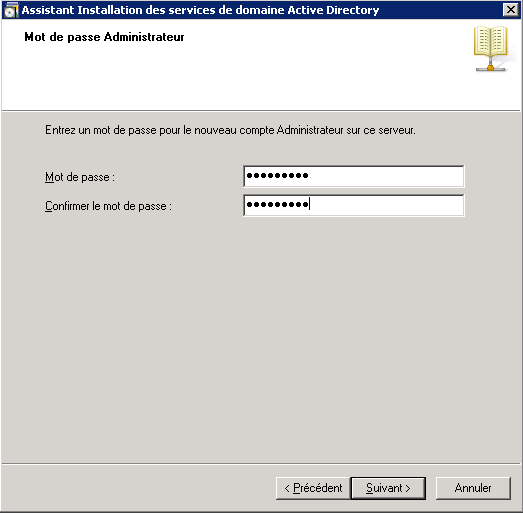 Assistant Installation des services de domaine Active Directory
Mot de passe Administrateur
Entrez un mot de passe pour le nouveau compte Administrateur sur ce serveur.
Mot de passe :
●●●●●●●●●
Confirmer le mot de passe :
●●●●●●●●●
< Précédent
Suivant >
Annuler